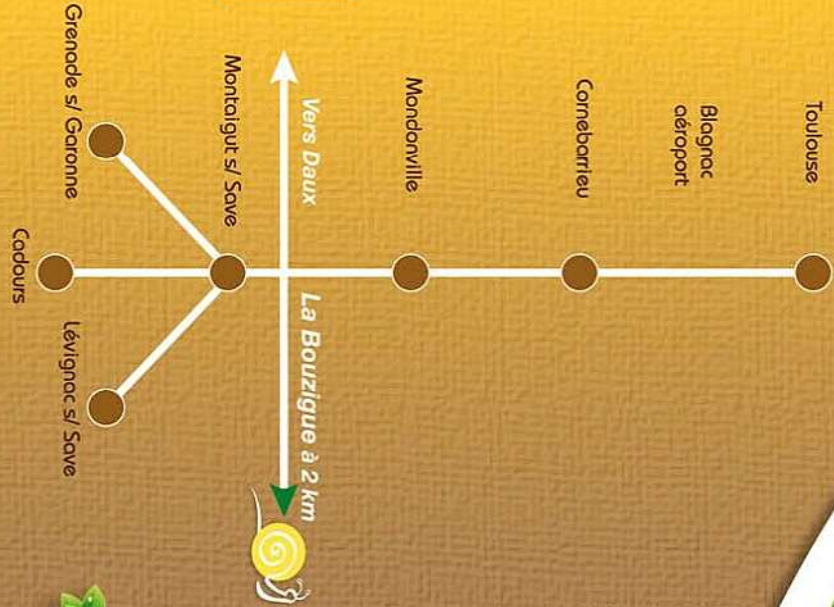 Toulouse
Blagnac
aéroport
Cornebarrieu
Mondonville
Vers Daux
La Bouzigue à 2 km
Montaigut s/ Save
Grenade s/ Garonne
Cadours
Lévignac s/ Save